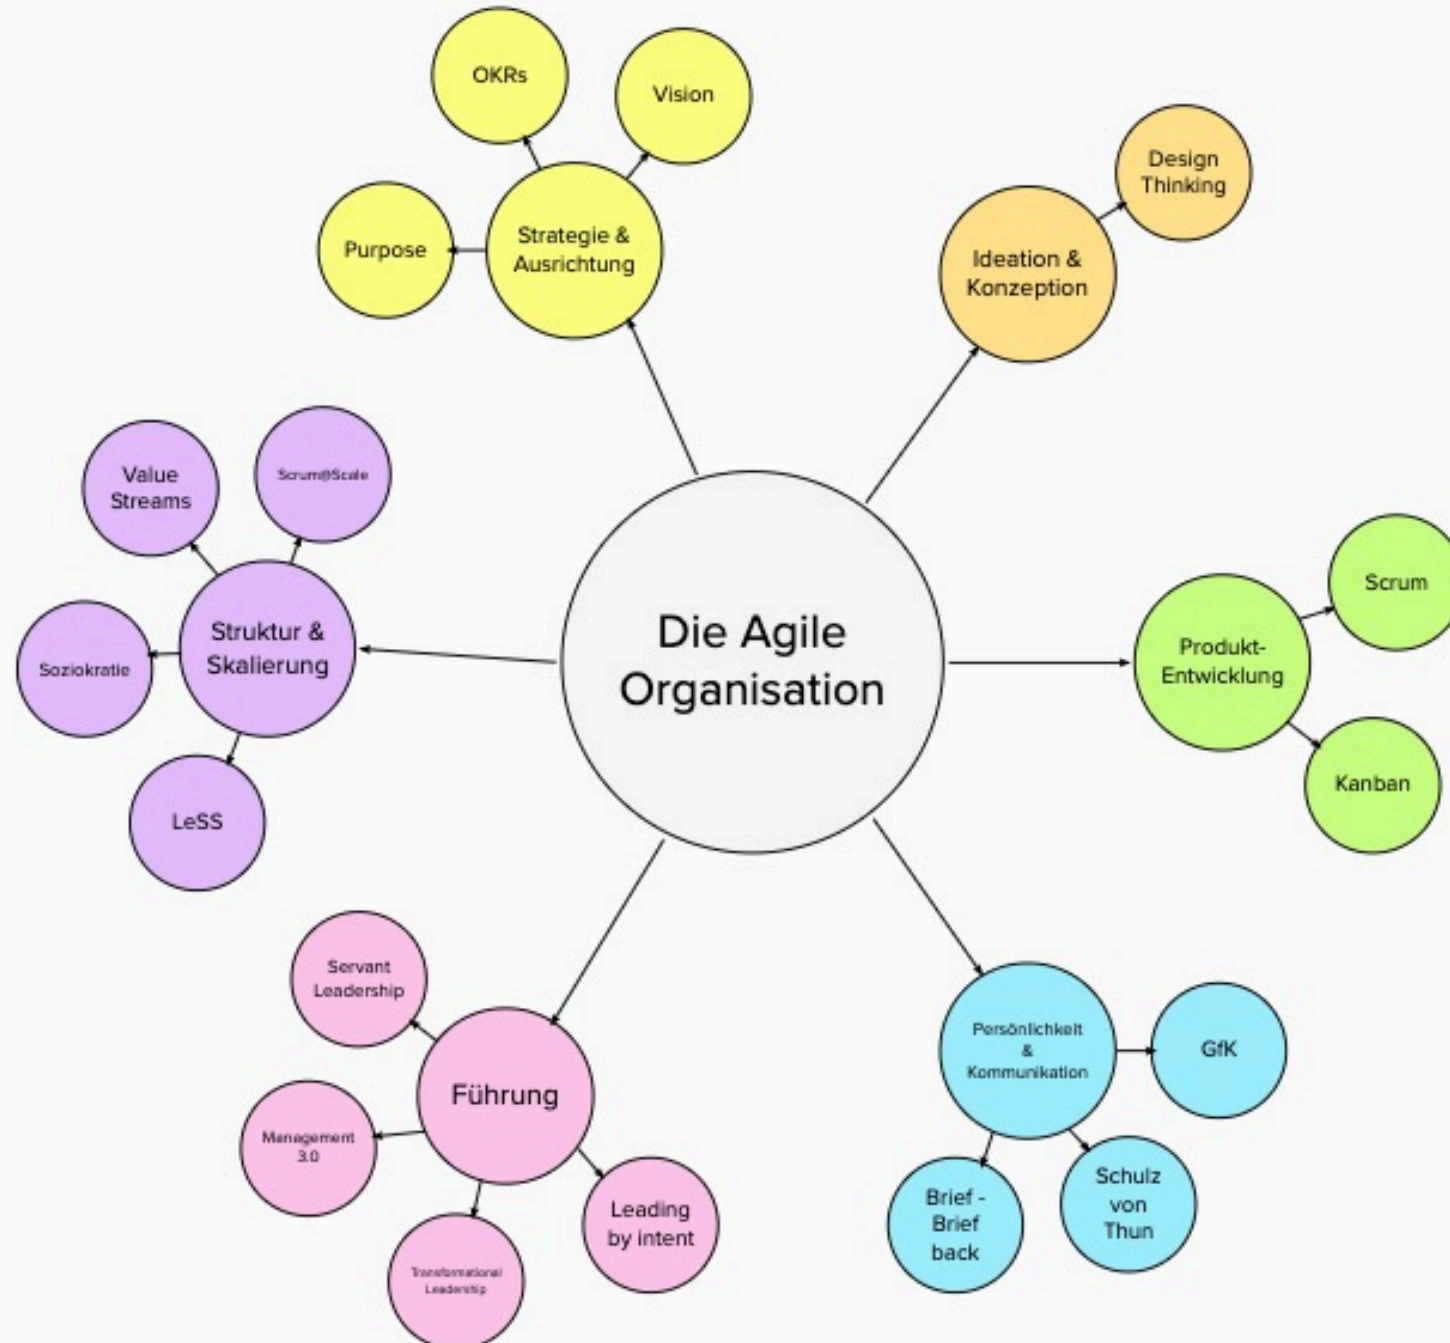 OKRs
Vision
Purpose
Strategie &
Ausrichtung
Design
Thinking
Ideation &
Konzeption
Value
Streams
Scrum@Scale
Soziokratie
Struktur &
Skalierung
LeSS
Die Agile
Organisation
Scrum
Produkt-
Entwicklung
Kanban
Servant
Leadership
Führung
Management
3.0
Transformational
Leadership
Leading
by intent
Persönlichkeit
&
Kommunikation
GfK
Brief -
Brief
back
Schulz
von
Thun